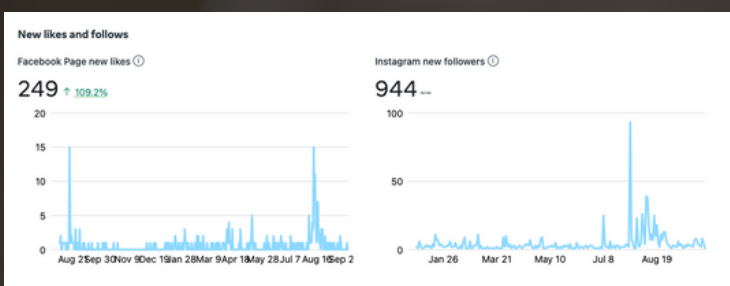 New likes and follows
Facebook Page new likes
249 ↑ 109.2%
20
15
10
5
0
Aug 21 Sep 30 Nov 9 Dec 19 Jan 28 Mar 9 Apr 18 May 28 Jul 7 Aug 16 Sep 2
Instagram new followers
944 --
100
50
0
Jan 26 Mar 21 May 10 Jul 8 Aug 19